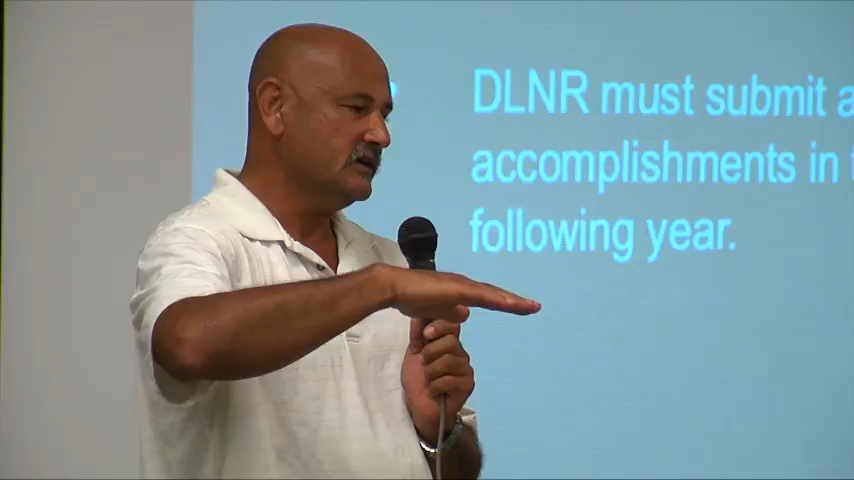 DLNR must submit a
accomplishments in
following year.